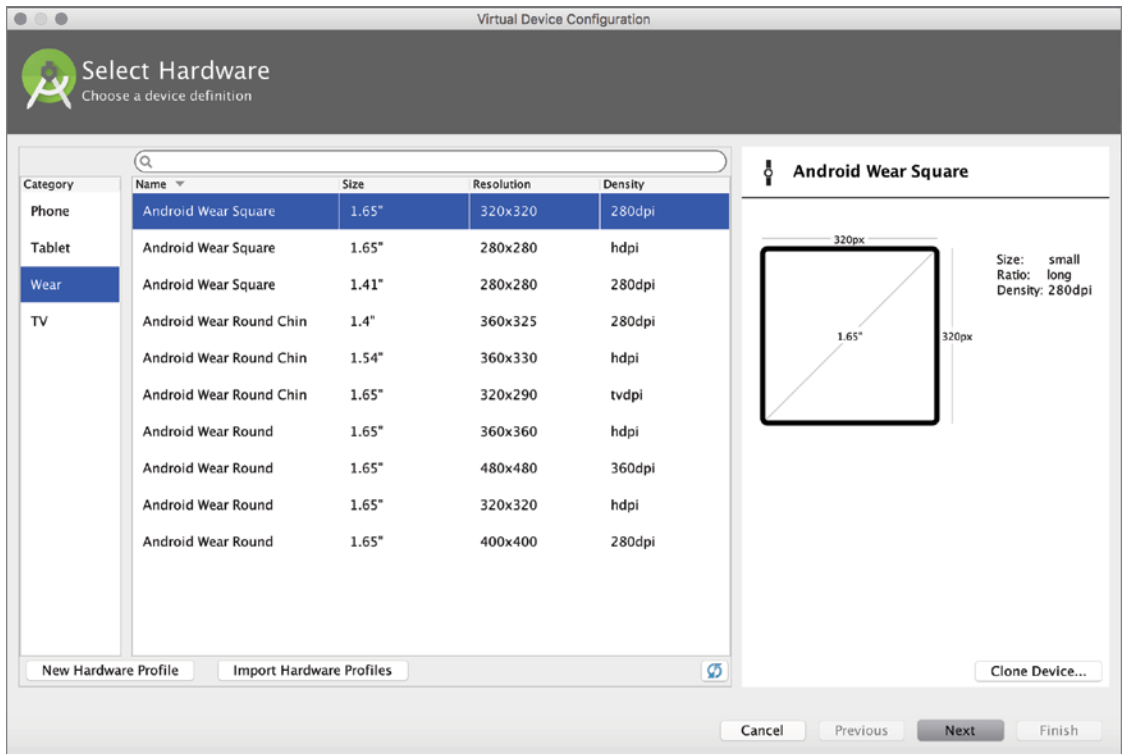 Virtual Device Configuration
Select Hardware
Choose a device definition
Category
Phone
Tablet
Wear
TV
Name Size Resolution Density
Android Wear Square 1.65" 320x320 280dpi
Android Wear Square 1.65" 280x280 hdpi
Android Wear Square 1.41" 280x280 280dpi
Android Wear Round Chin 1.4" 360x325 280dpi
Android Wear Round Chin 1.54" 360x330 hdpi
Android Wear Round Chin 1.65" 320x290 tvdpi
Android Wear Round 1.65" 360x360 hdpi
Android Wear Round 1.65" 480x480 360dpi
Android Wear Round 1.65" 320x320 hdpi
Android Wear Round 1.65" 400x400 280dpi
New Hardware Profile Import Hardware Profiles
Android Wear Square
320px
1.65"
320px
Size: small
Ratio: long
Density: 280dpi
Clone Device...
Cancel Previous Next Finish